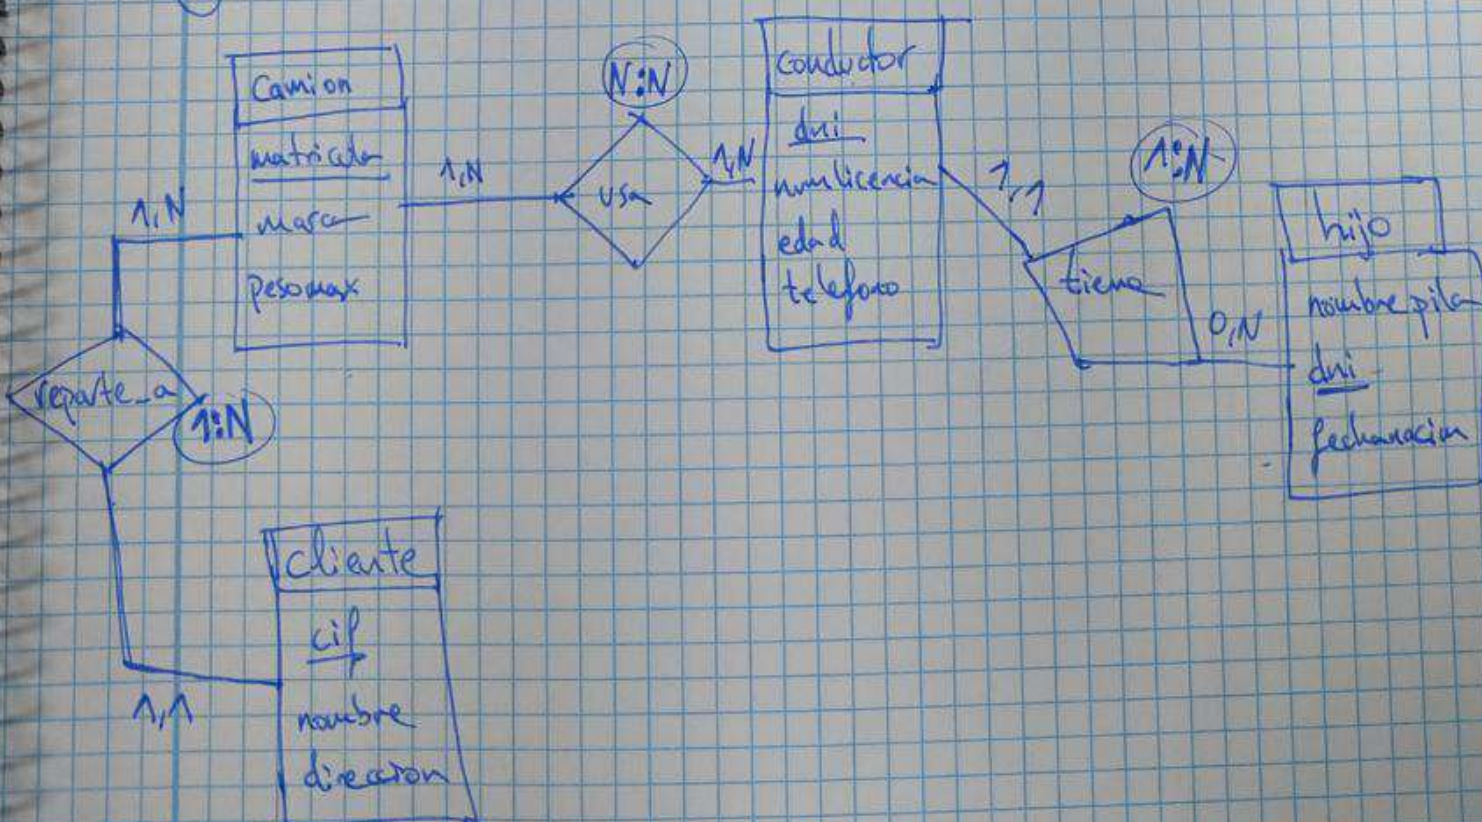 Camion
matricula
marca
pesomax
1,N
1,N
N:N
usa
1,N
conductor
dni
numlicencia
edad
telefono
1,1
1:N
tiene
0,N
hijo
nombre pila
dni
fechanacim
reparte_a
1:N
1,1
cliente
cif
nombre
direccion